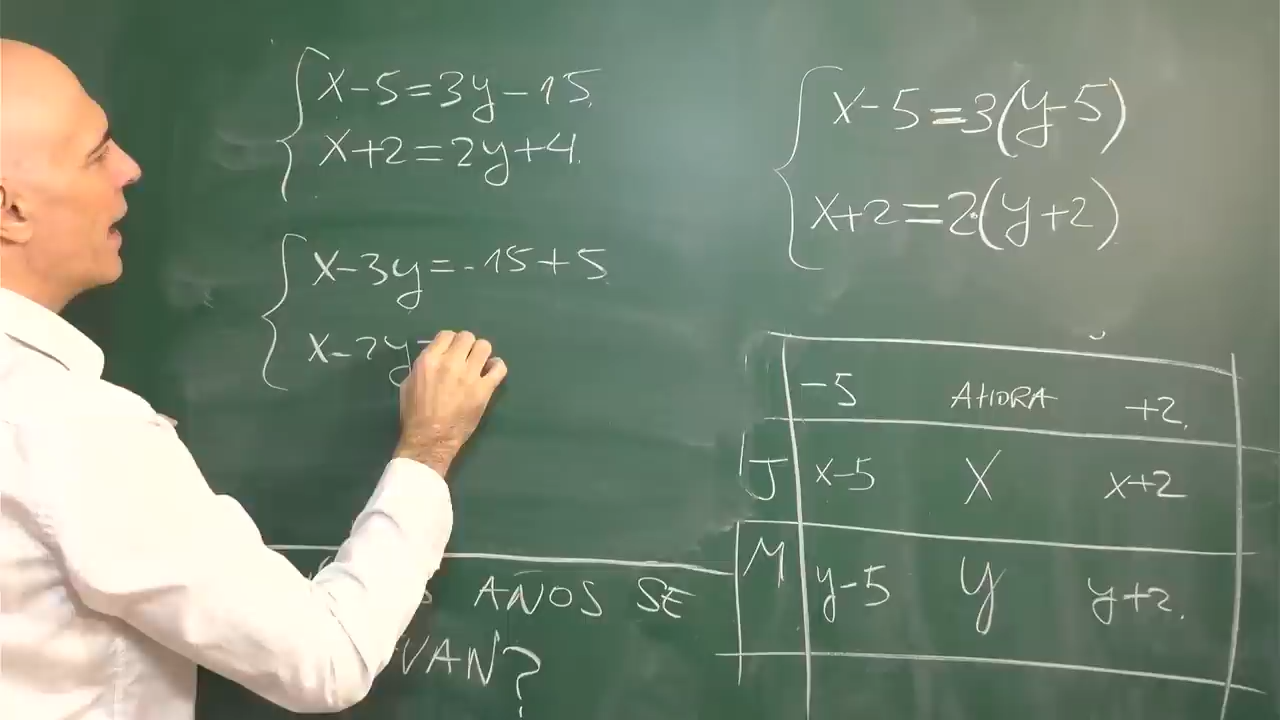 x-5=3y-15
x+2=2y+4
x-3y=-15+5
x-2y=
AÑOS SE
VAN?
x-5=3(y-5)
x+2=2·(y+2)
-5 AHORA +2
J x-5 x x+2
M y-5 y y+2